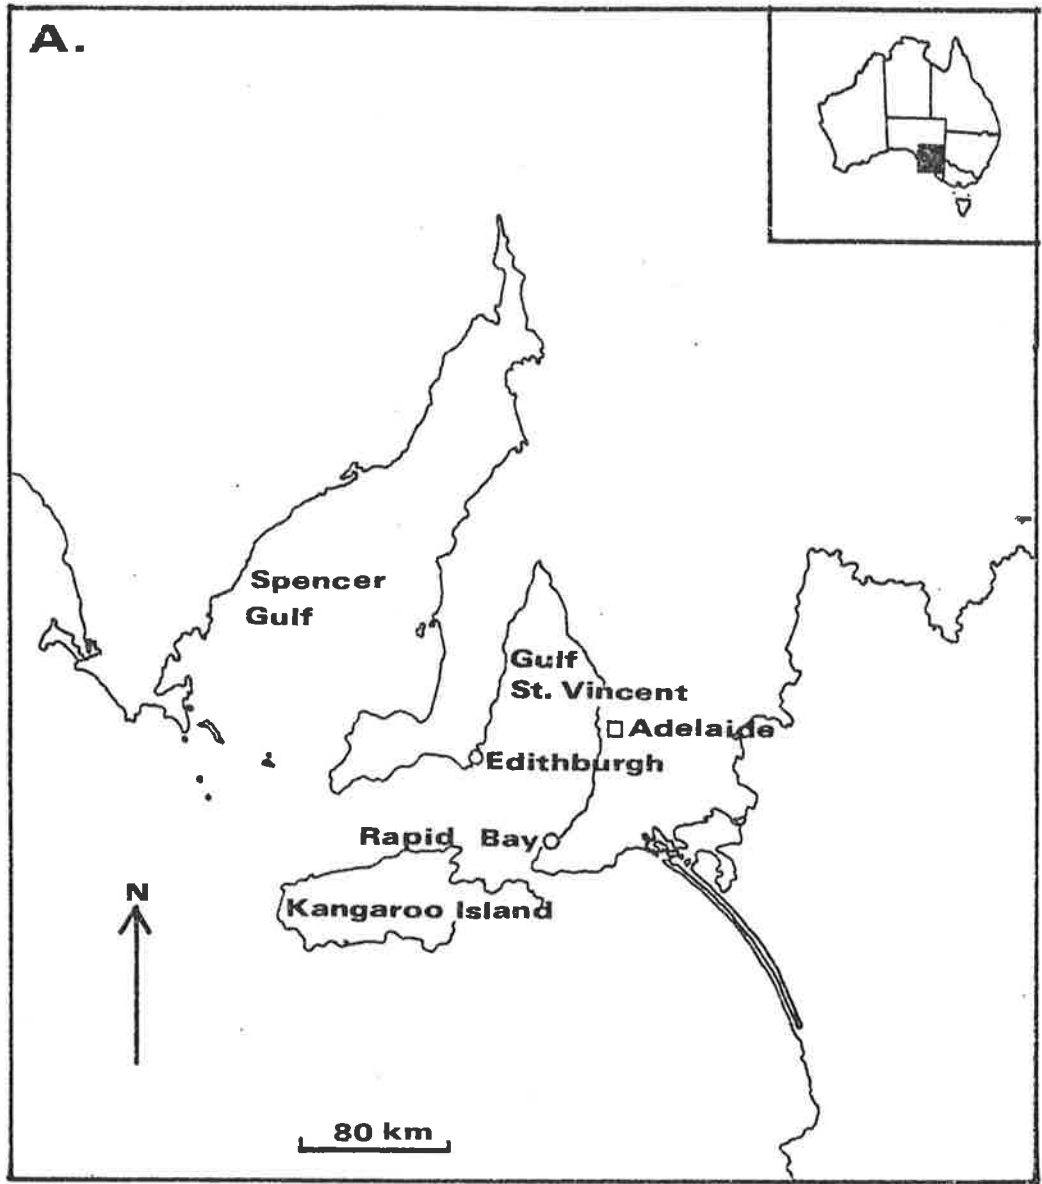 A.
Spencer
Gulf
Gulf
St. Vincent
Adelaide
Edithburgh
Rapid Bay
Kangaroo Island
N
80 km